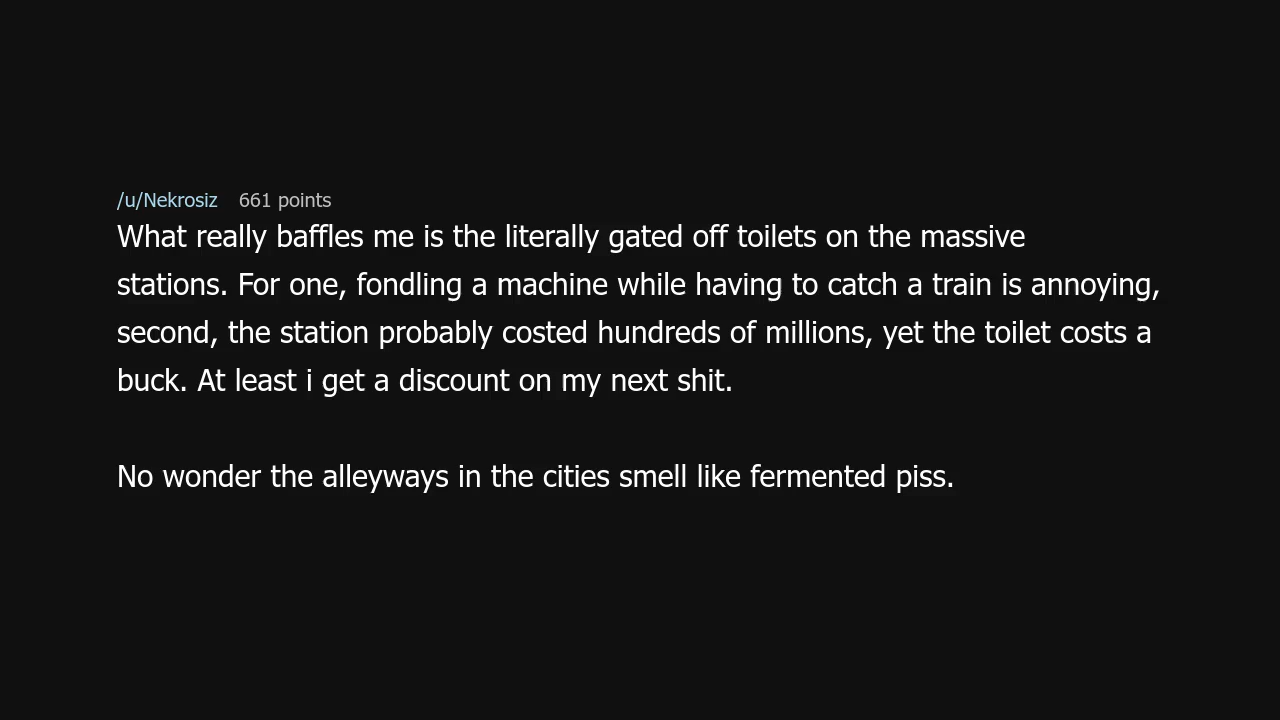 /u/Nekrosiz 661 points
What really baffles me is the literally gated off toilets on the massive
stations. For one, fondling a machine while having to catch a train is annoying,
second, the station probably costed hundreds of millions, yet the toilet costs a
buck. At least i get a discount on my next shit.
No wonder the alleyways in the cities smell like fermented piss.